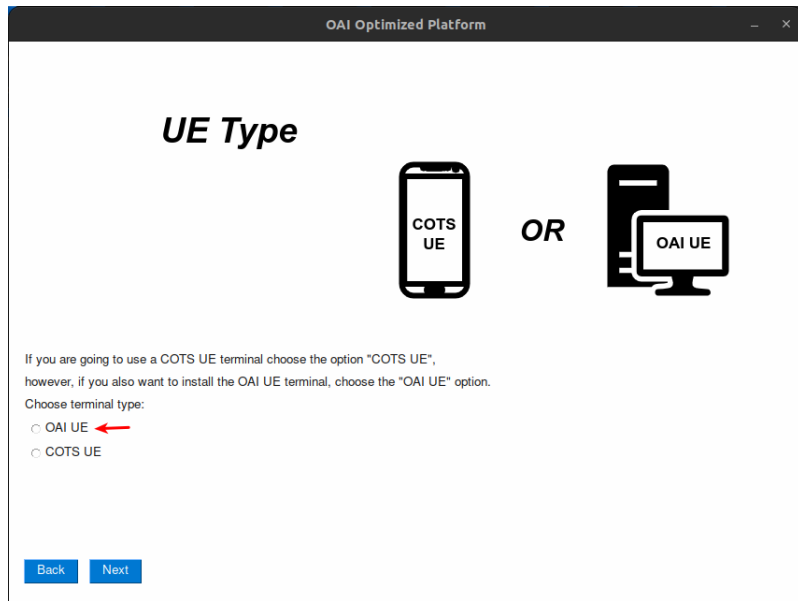 OAI Optimized Platform
UE Type
COTS
UE
OR
OAI UE
If you are going to use a COTS UE terminal choose the option "COTS UE",
however, if you also want to install the OAI UE terminal, choose the "OAI UE" option.
Choose terminal type:
OAI UE
COTS UE
Back Next